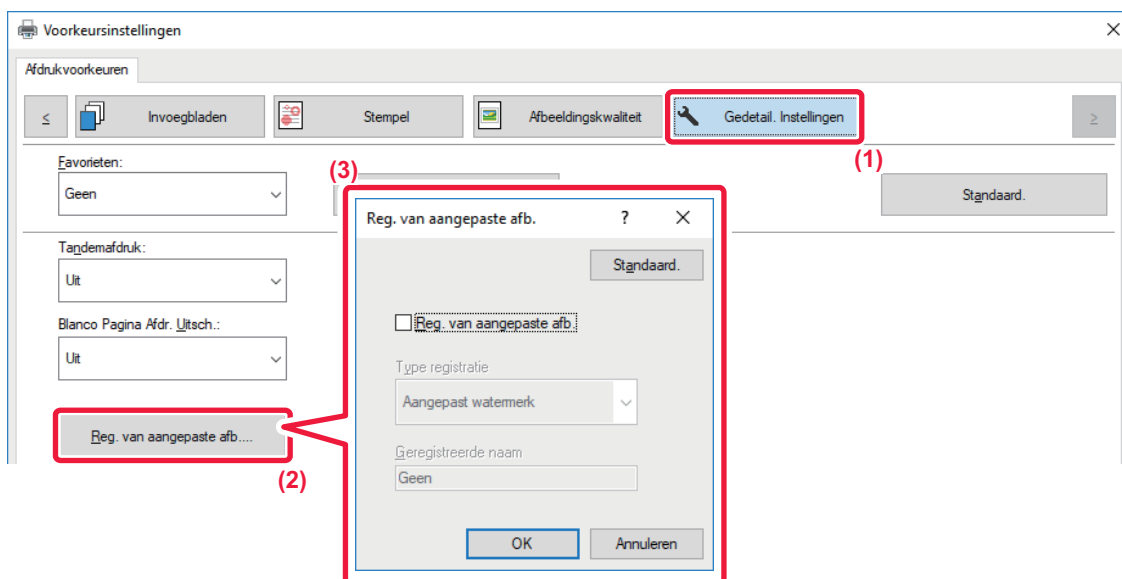 Voorkeursinstellingen
Afdrukvoorkeuren
<
Invoegbladen
Stempel
Afbeeldingskwaliteit
Gedetail. Instellingen
>
(1)
Favorieten:
(3)
Geen
Standaard.
Reg. van aangepaste afb. ?
Standaard.
Tandemafdruk:
Uit
Reg. van aangepaste afb.
Blanco Pagina Afdr. Uitsch.:
Uit
Type registratie
Aangepast watermerk
Reg. van aangepaste afb....
(2)
Geregistreerde naam
Geen
OK Annuleren